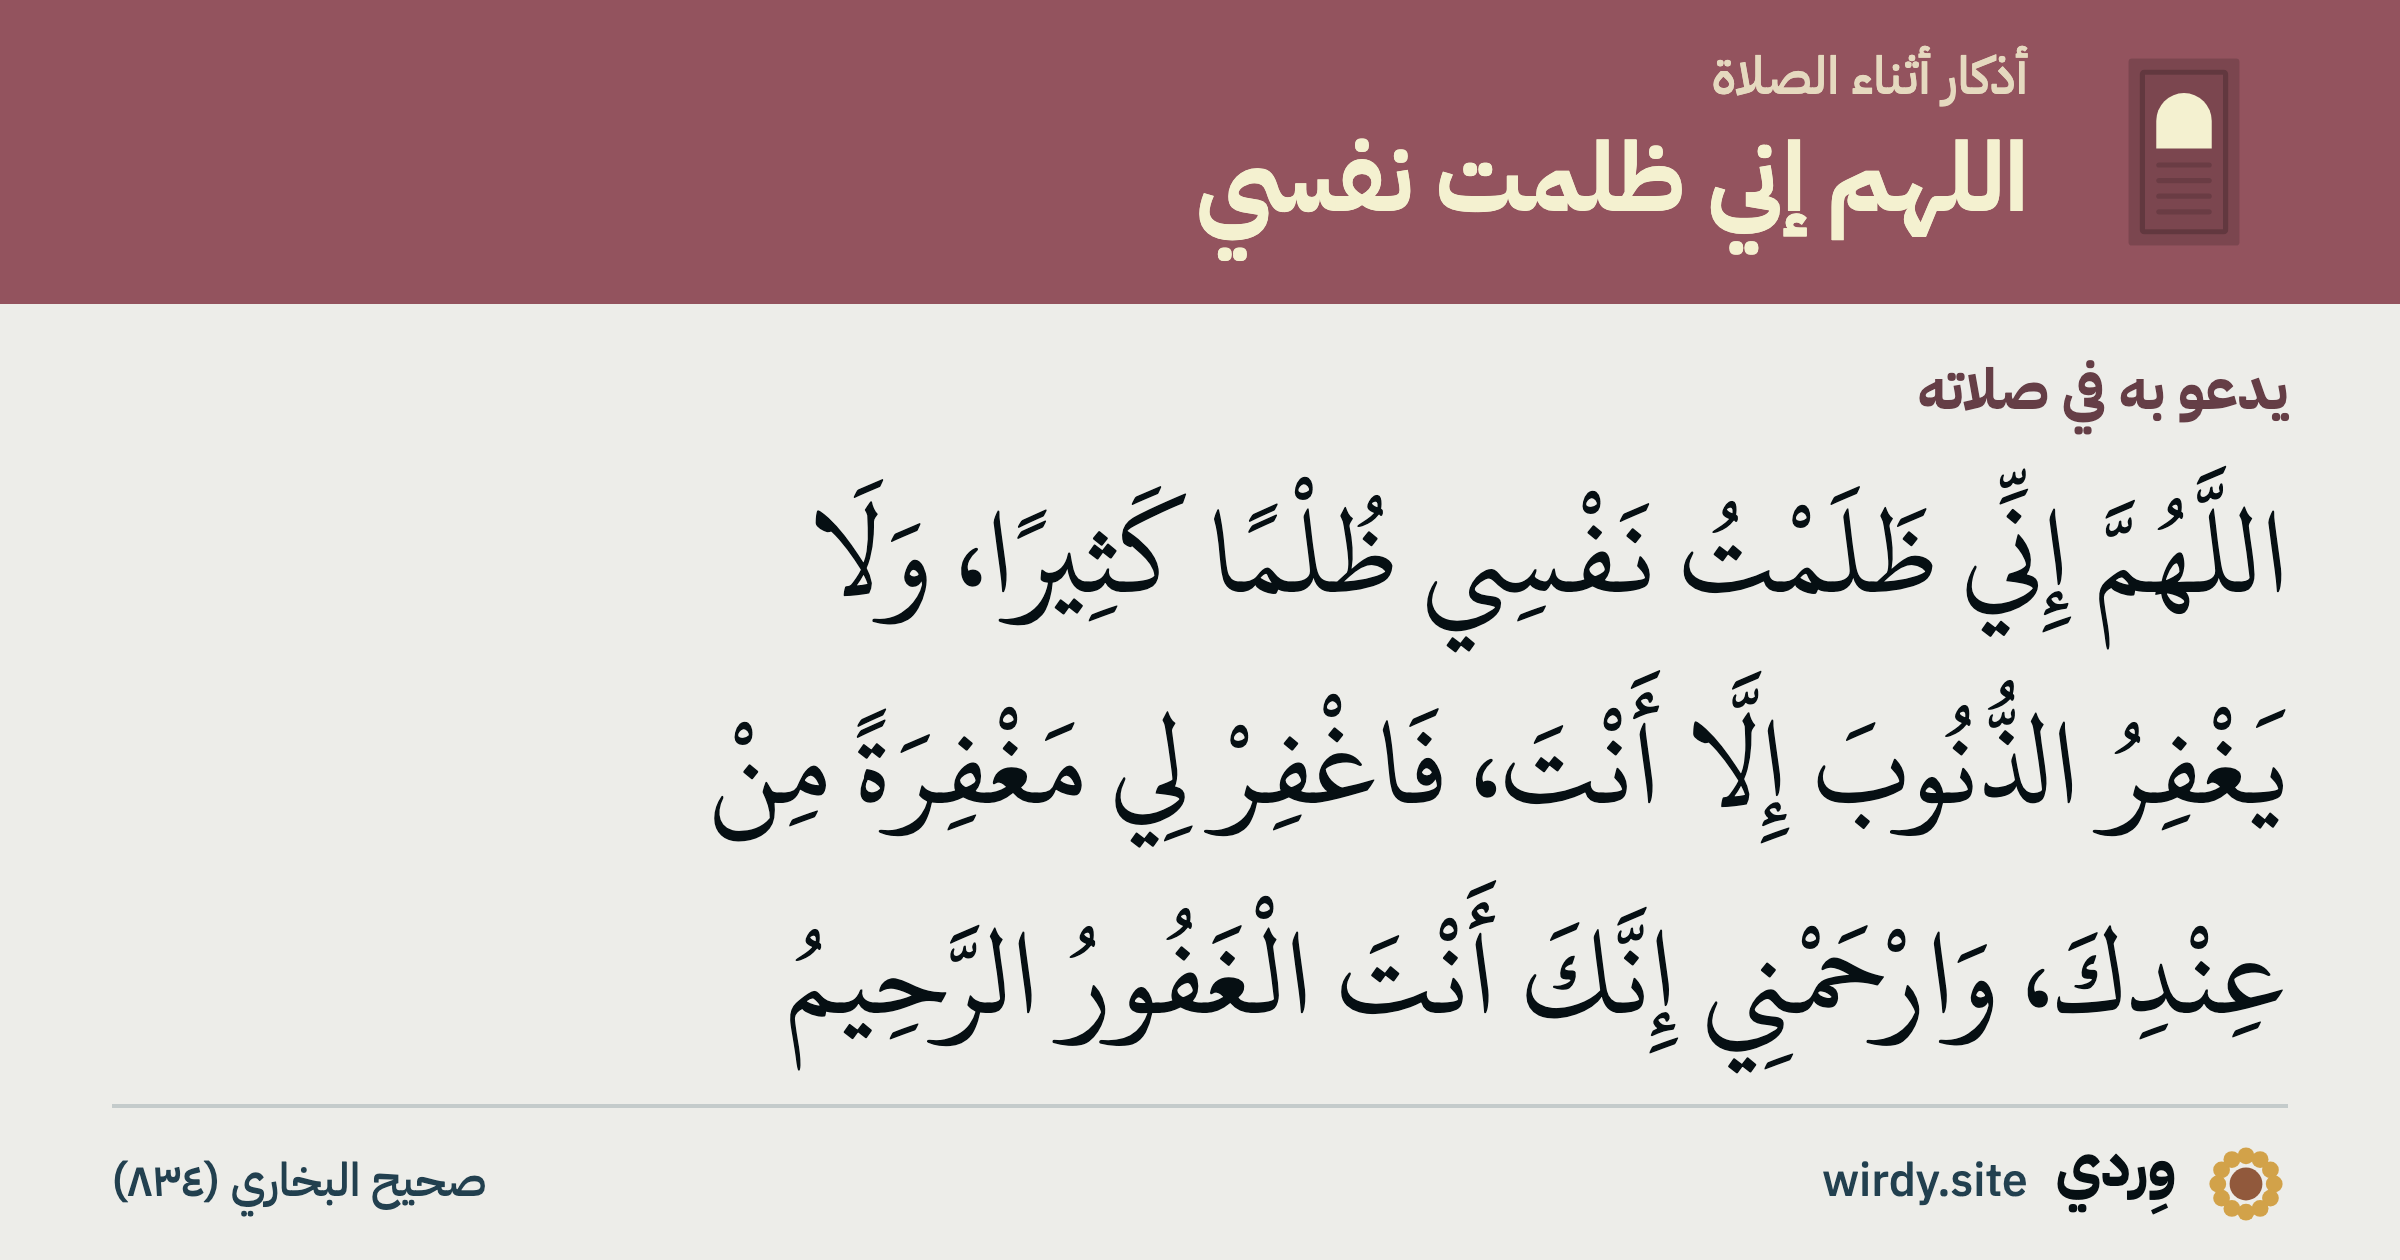 أذكار أثناء الصلاة
اللهم إني ظلمت نفسي
يدعو به في صلاته
اللَّهُمَّ إِنِّي ظَلَمْتُ نَفْسِي ظُلْمًا كَثِيرًا، وَلَا
يَغْفِرُ الذُّنُوبَ إِلَّا أَنْتَ، فَاغْفِرْ لِي مَغْفِرَةً مِنْ
عِنْدِكَ، وَارْحَمْنِي إِنَّكَ أَنْتَ الْغَفُورُ الرَّحِيمُ
وِردي wirdy.site
صحيح البخاري (٨٣٤)